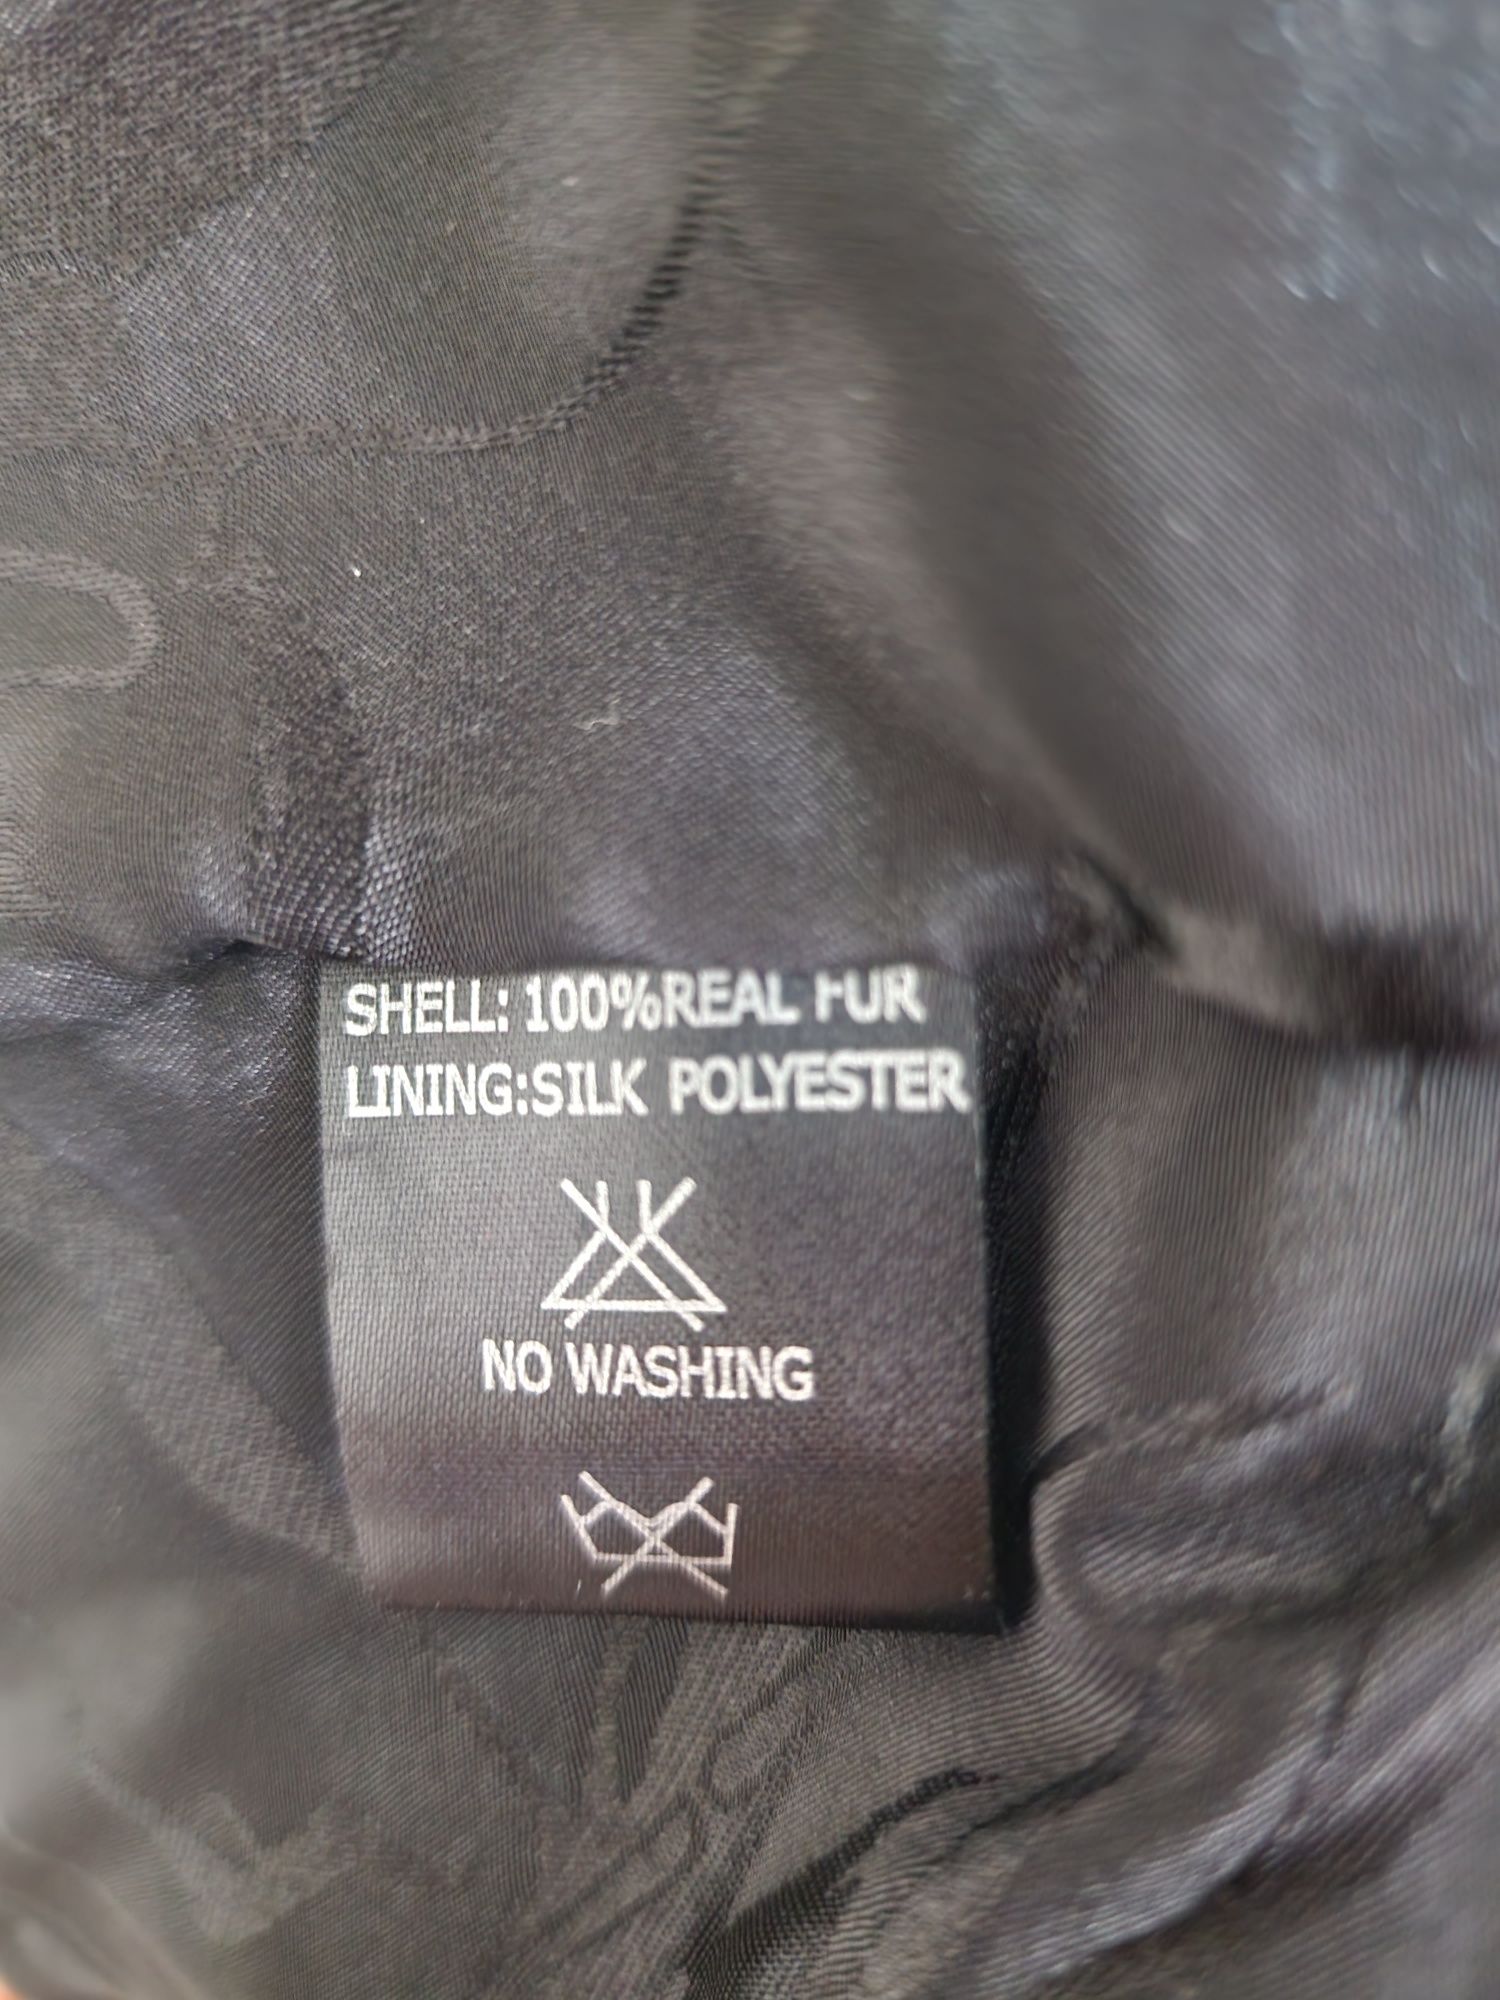 SHELL: 100%REAL FUR
LINING:SILK POLYESTER
NO WASHING